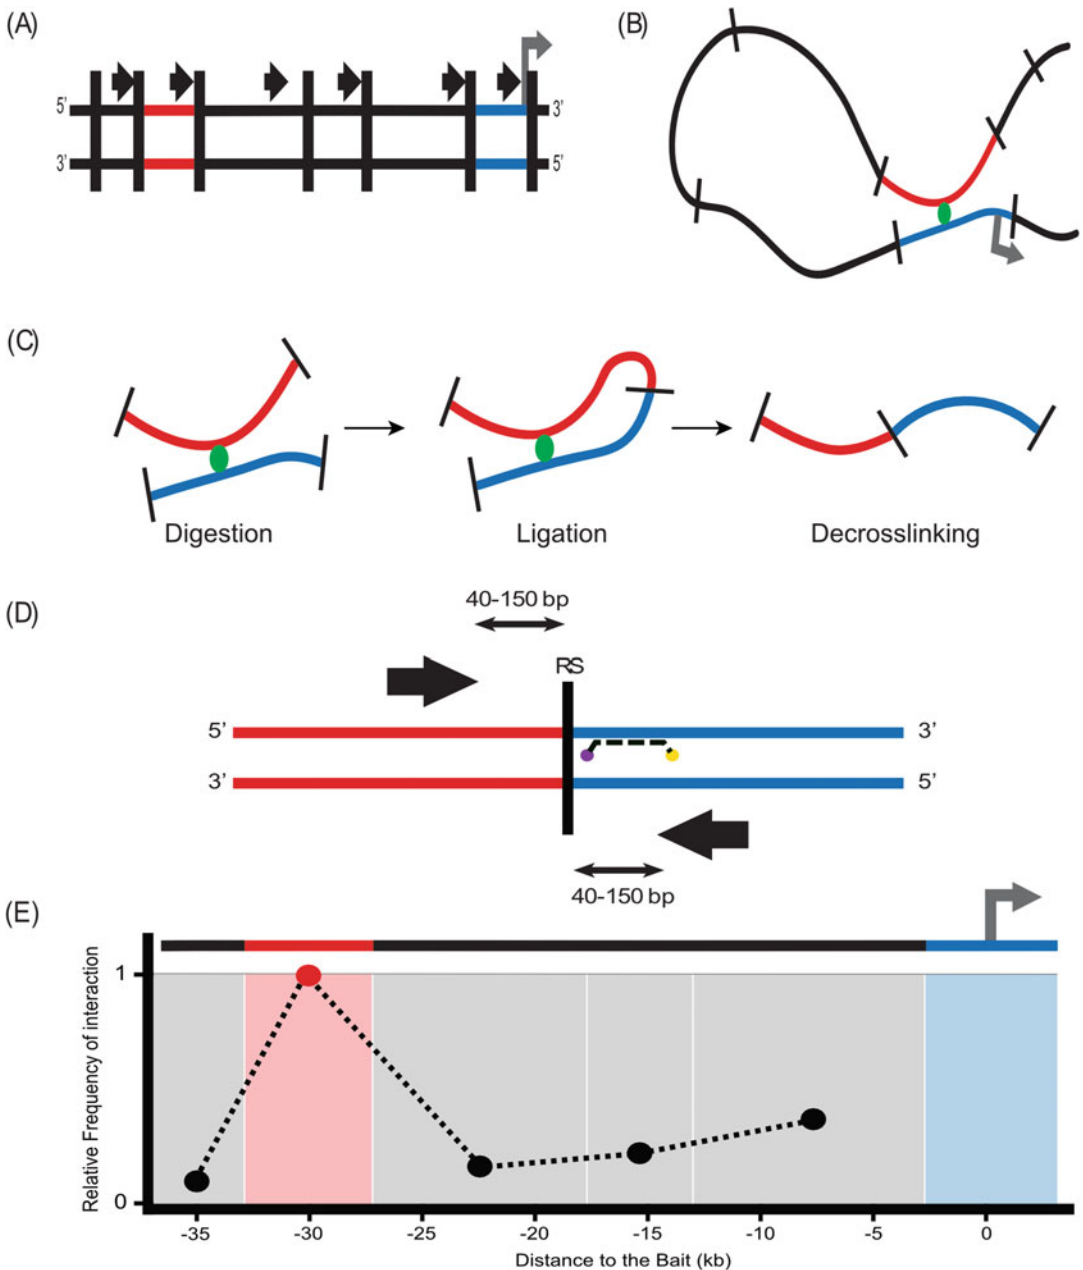 (A)
5’
3’
3’
5’
(B)
(C)
Digestion
Ligation
Decrosslinking
(D)
40-150 bp
RS
5’
3’
3’
5’
40-150 bp
(E)
Relative Frequency of interaction
1
0
-35
-30
-25
-20
-15
-10
-5
0
Distance to the Bait (kb)